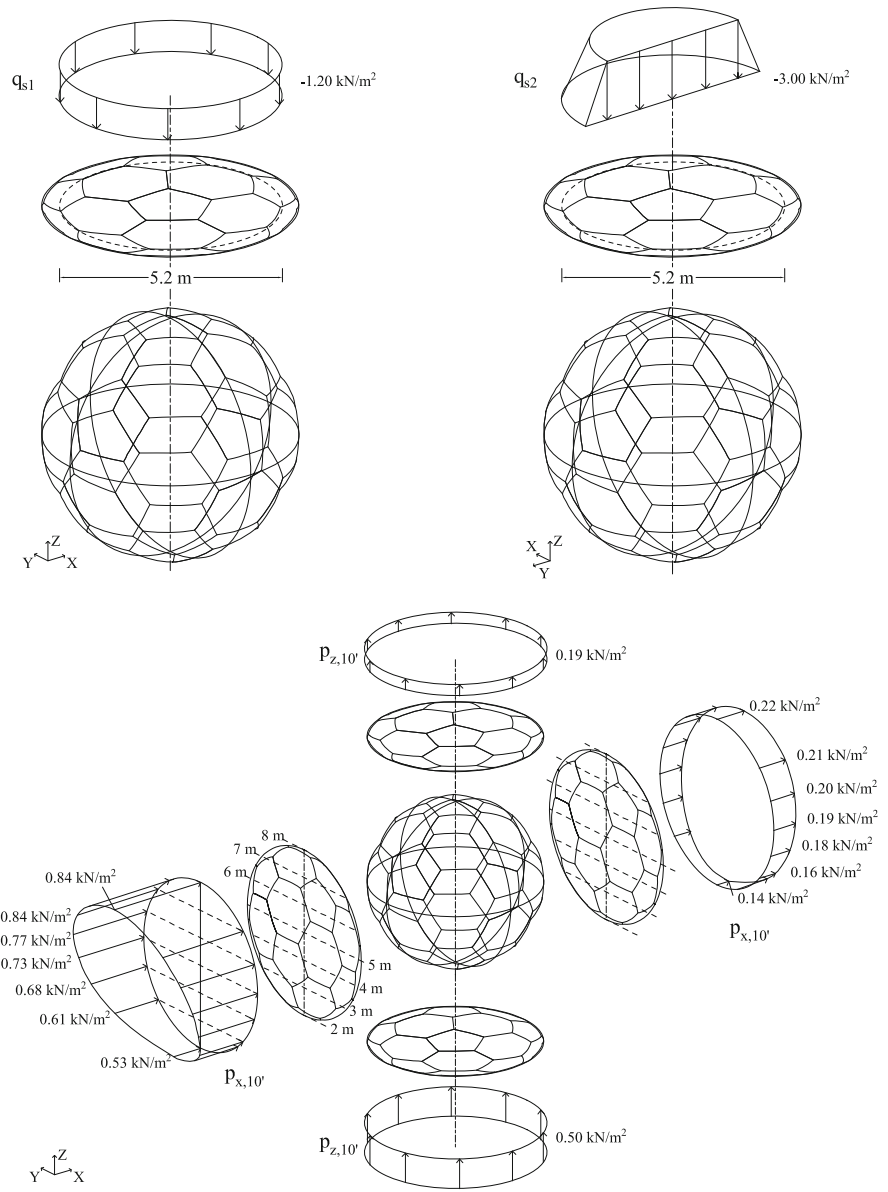 q_s1
-1.20 kN/m²
5.2 m
Z
Y
X
q_s2
-3.00 kN/m²
5.2 m
X
Z
Y
p_z,10'
0.19 kN/m²
0.22 kN/m²
0.21 kN/m²
0.20 kN/m²
0.19 kN/m²
0.18 kN/m²
0.16 kN/m²
0.14 kN/m²
p_x,10'
8 m
7 m
6 m
5 m
4 m
3 m
2 m
0.84 kN/m²
0.84 kN/m²
0.77 kN/m²
0.73 kN/m²
0.68 kN/m²
0.61 kN/m²
0.53 kN/m²
p_x,10'
p_z,10'
0.50 kN/m²
Z
Y
X